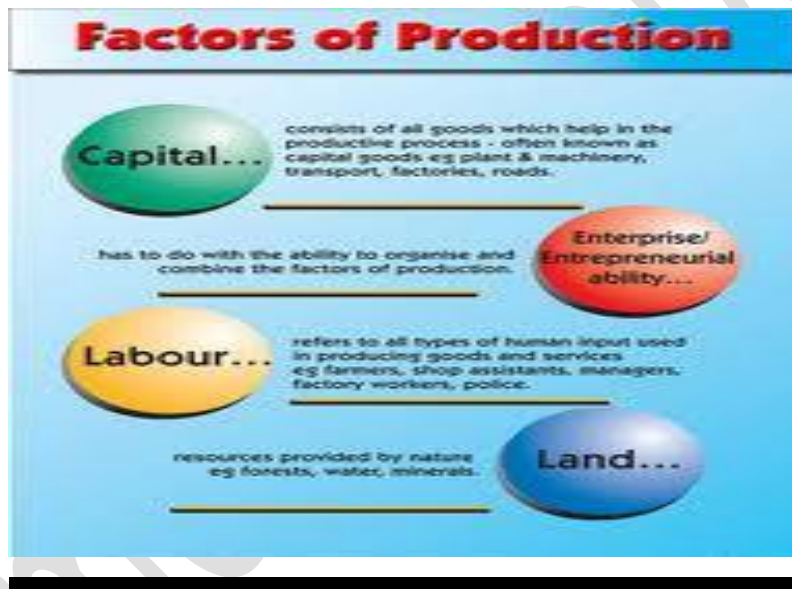 Factors of Production
Capital...
consists of all goods which help in the
productive process - often known as
capital goods eg plant & machinery,
transport, factories, roads.
Enterprise/
Entrepreneurial
ability...
has to do with the ability to organise and
combine the factors of production.
Labour...
refers to all types of human input used
in producing goods and services
eg farmers, shop assistants, managers,
factory workers, police.
Land...
resources provided by nature
eg forests, water, minerals.